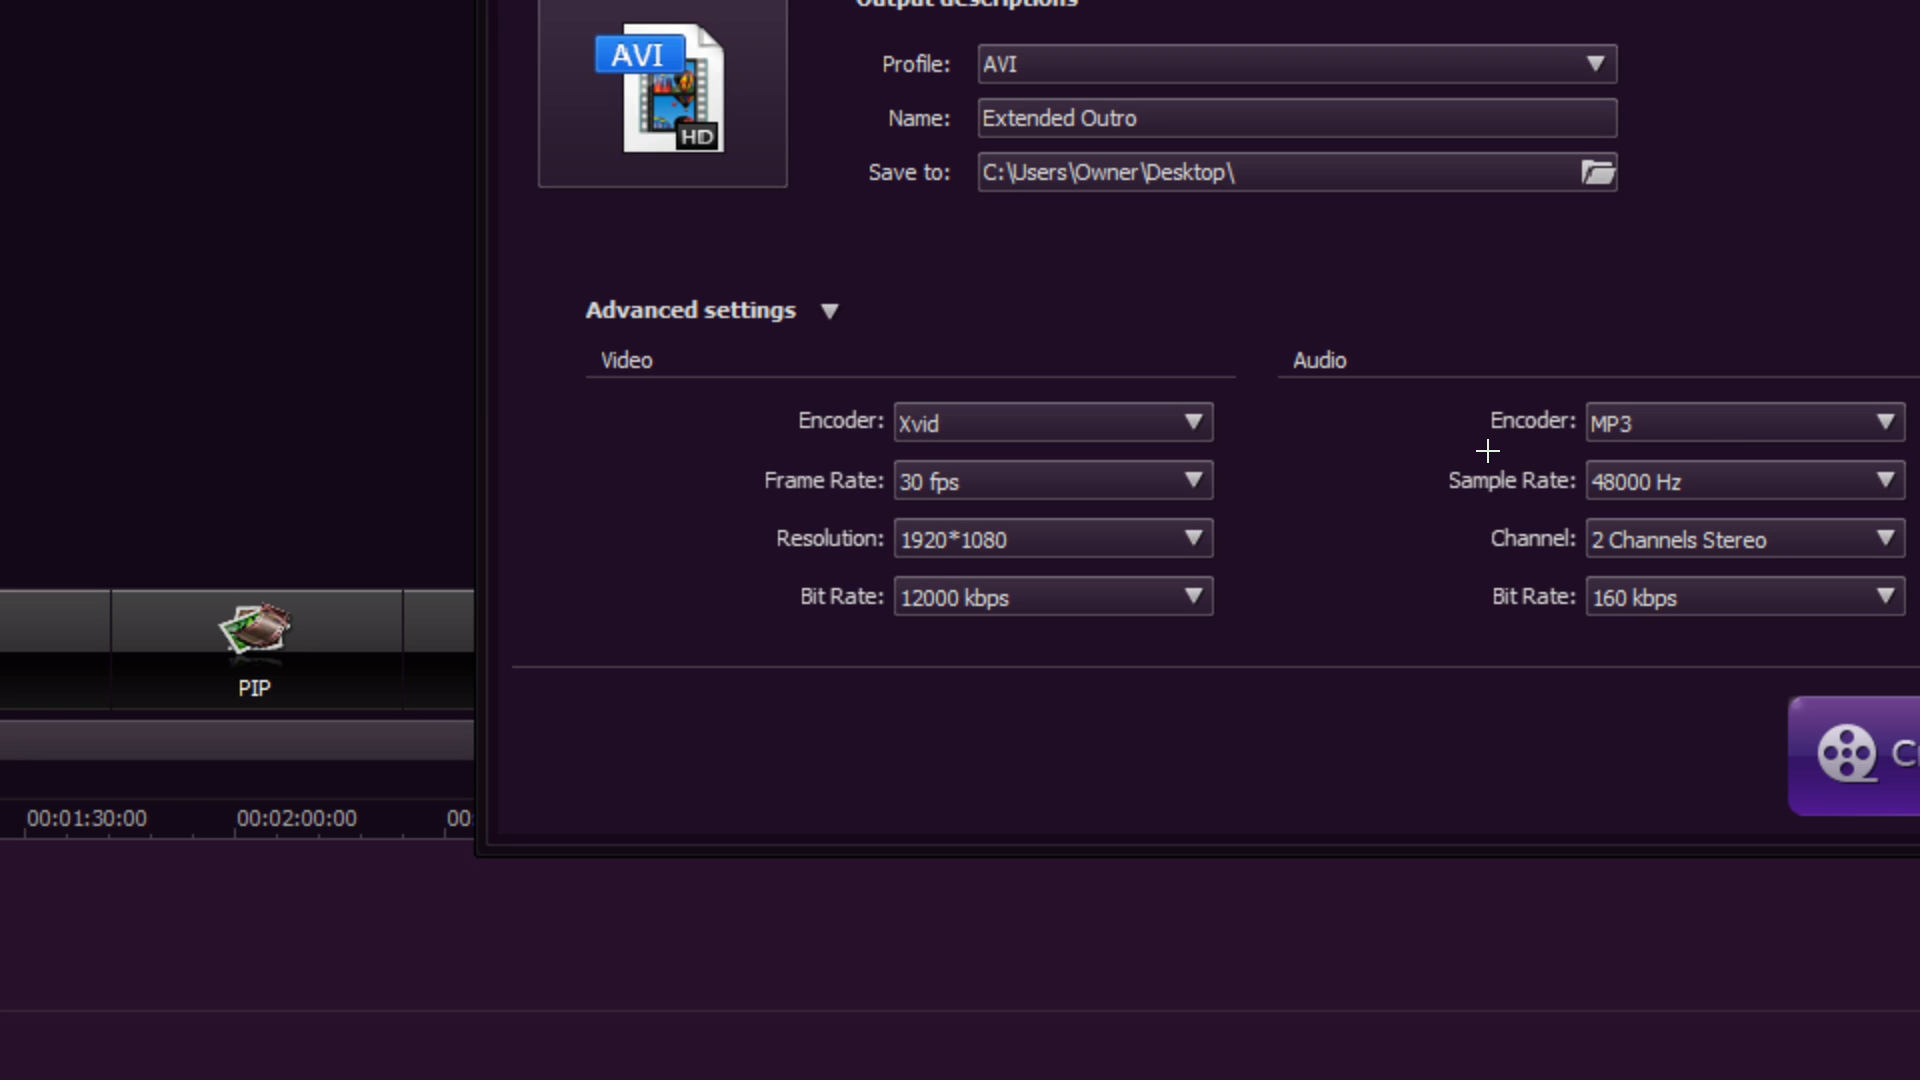 Output descriptions
AVI
HD
Profile: AVI
Name: Extended Outro
Save to: C:\Users\Owner\Desktop\
Advanced settings
Video
Audio
Encoder: Xvid
Encoder: MP3
Frame Rate: 30 fps
Sample Rate: 48000 Hz
Resolution: 1920*1080
Channel: 2 Channels Stereo
Bit Rate: 12000 kbps
Bit Rate: 160 kbps
PIP
00:01:30:00
00:02:00:00